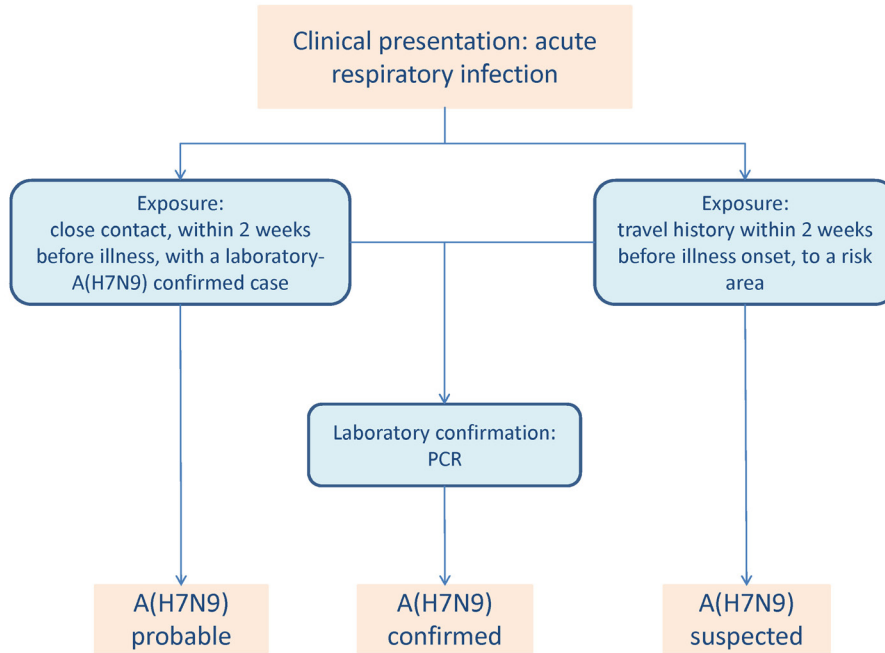 Clinical presentation: acute
respiratory infection
Exposure:
close contact, within 2 weeks
before illness, with a laboratory-
A(H7N9) confirmed case
Exposure:
travel history within 2 weeks
before illness onset, to a risk
area
Laboratory confirmation:
PCR
A(H7N9)
probable
A(H7N9)
confirmed
A(H7N9)
suspected